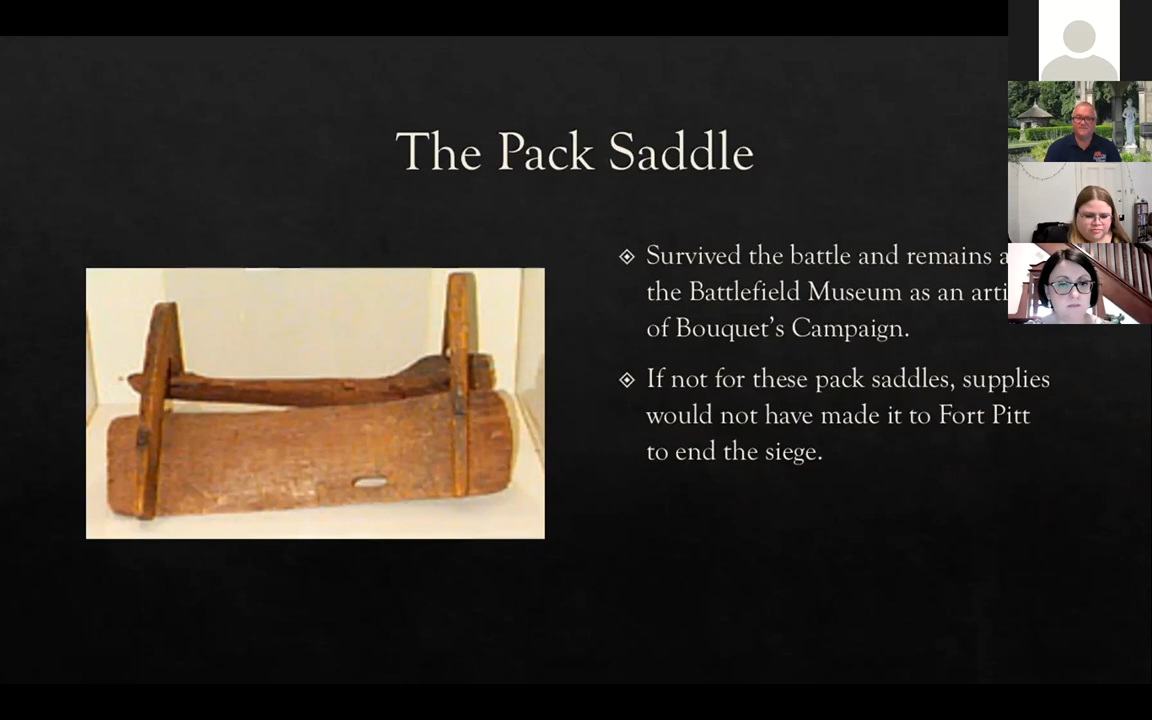 The Pack Saddle
Survived the battle and remains
the Battlefield Museum as an
of Bouquet's Campaign.
If not for these pack saddles, supplies
would not have made it to Fort Pitt
to end the siege.